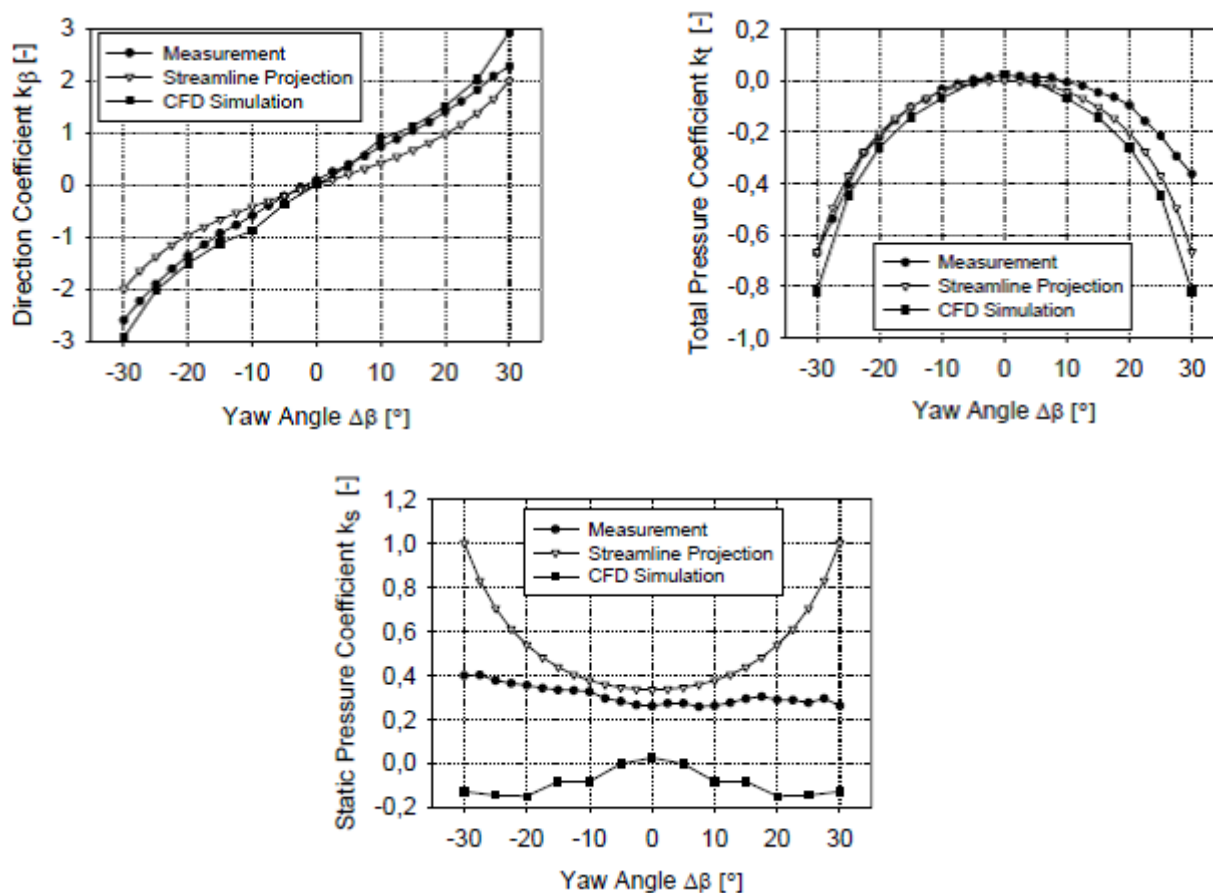 Direction Coefficient kβ [-]
3
2
1
0
-1
-2
-3
Measurement
Streamline Projection
CFD Simulation
-30 -20 -10 0 10 20 30
Yaw Angle Δβ [°]
Total Pressure Coefficient kt [-]
0,2
0,0
-0,2
-0,4
-0,6
-0,8
-1,0
Measurement
Streamline Projection
CFD Simulation
-30 -20 -10 0 10 20 30
Yaw Angle Δβ [°]
Static Pressure Coefficient ks [-]
1,2
1,0
0,8
0,6
0,4
0,2
0,0
-0,2
Measurement
Streamline Projection
CFD Simulation
-30 -20 -10 0 10 20 30
Yaw Angle Δβ [°]